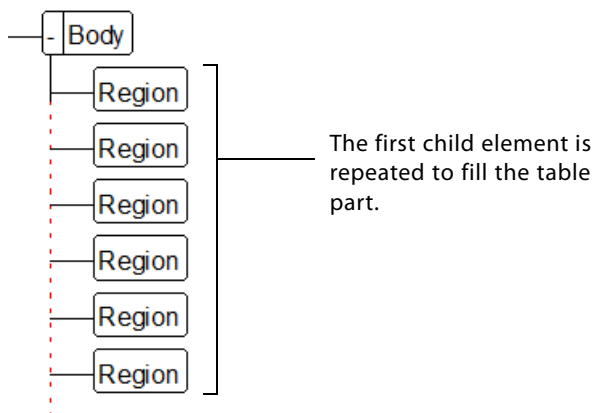 - Body
Region
Region
Region
Region
Region
Region
The first child element is
repeated to fill the table
part.